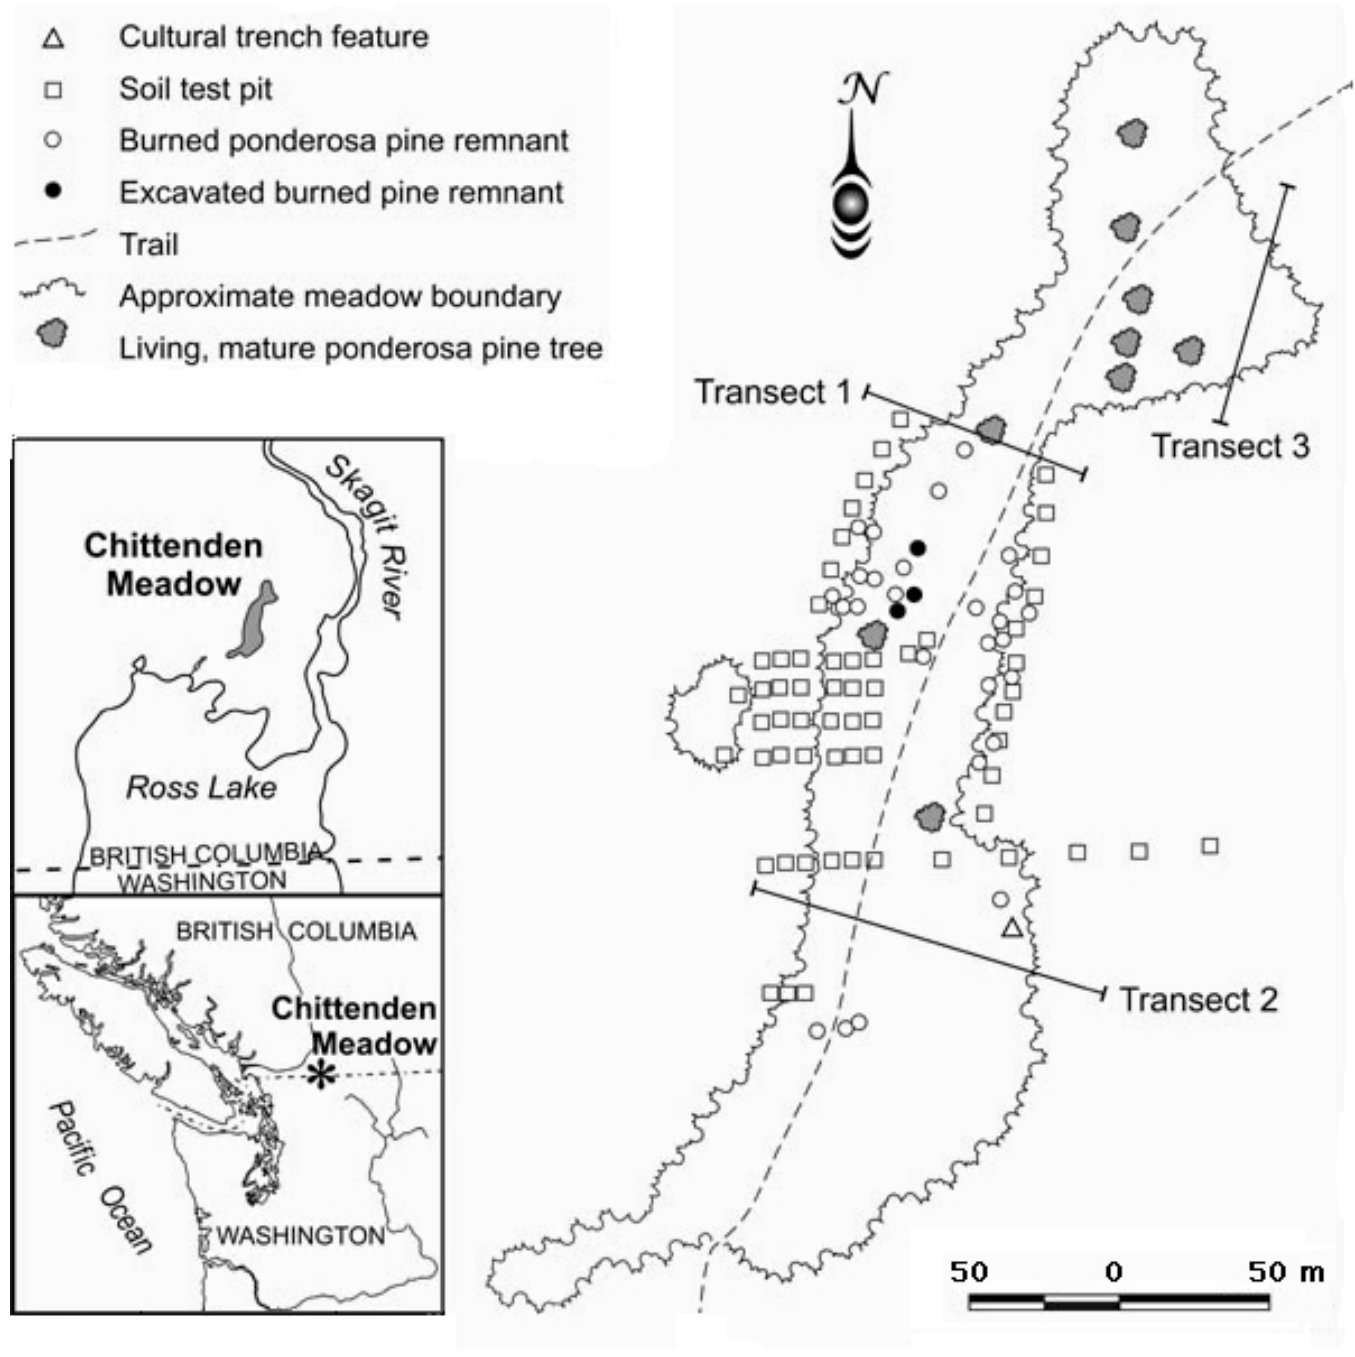 Cultural trench feature
Soil test pit
Burned ponderosa pine remnant
Excavated burned pine remnant
Trail
Approximate meadow boundary
Living, mature ponderosa pine tree
N
Transect 1
Transect 3
Transect 2
50 0 50 m
Skagit River
Chittenden
Meadow
Ross Lake
BRITISH COLUMBIA
WASHINGTON
BRITISH COLUMBIA
Chittenden
Meadow
*
Pacific Ocean
WASHINGTON